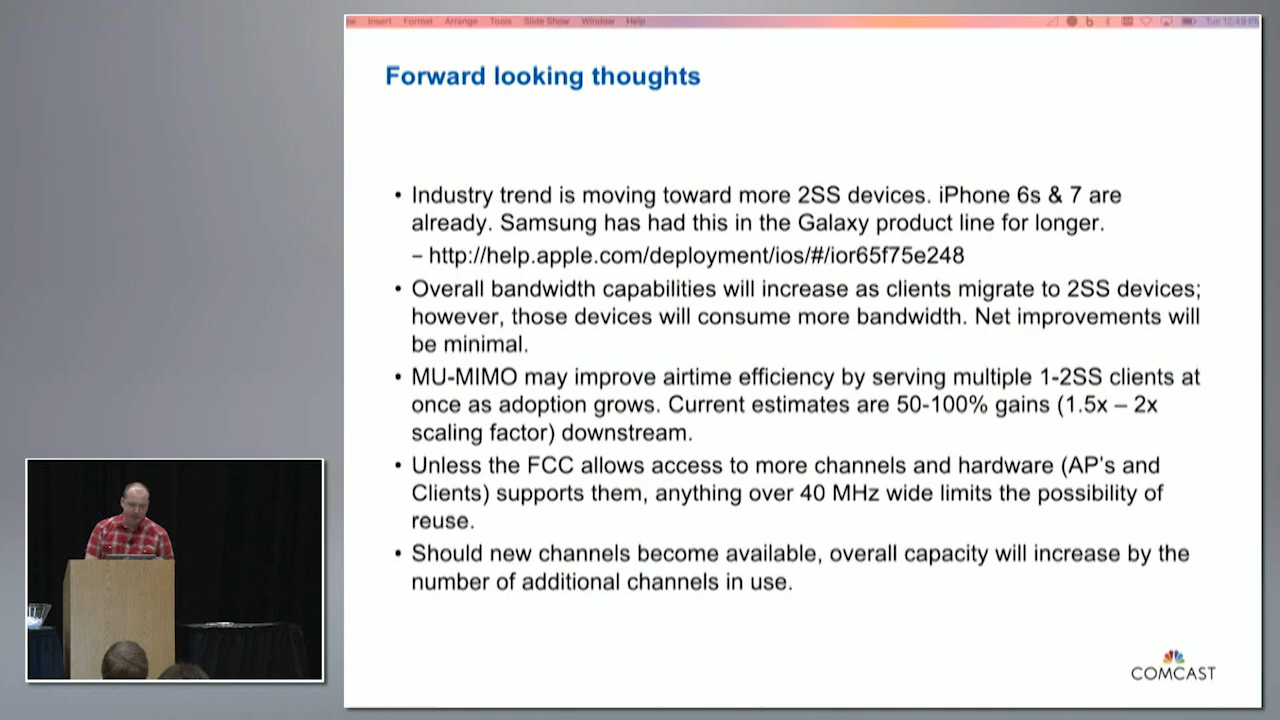 Insert Format Arrange Tools Slide Show Window Help Tue 12:49
Forward looking thoughts
• Industry trend is moving toward more 2SS devices. iPhone 6s & 7 are
already. Samsung has had this in the Galaxy product line for longer.
– http://help.apple.com/deployment/ios/#/ior65f75e248
• Overall bandwidth capabilities will increase as clients migrate to 2SS devices;
however, those devices will consume more bandwidth. Net improvements will
be minimal.
• MU-MIMO may improve airtime efficiency by serving multiple 1-2SS clients at
once as adoption grows. Current estimates are 50-100% gains (1.5x – 2x
scaling factor) downstream.
• Unless the FCC allows access to more channels and hardware (AP's and
Clients) supports them, anything over 40 MHz wide limits the possibility of
reuse.
• Should new channels become available, overall capacity will increase by the
number of additional channels in use.
COMCAST